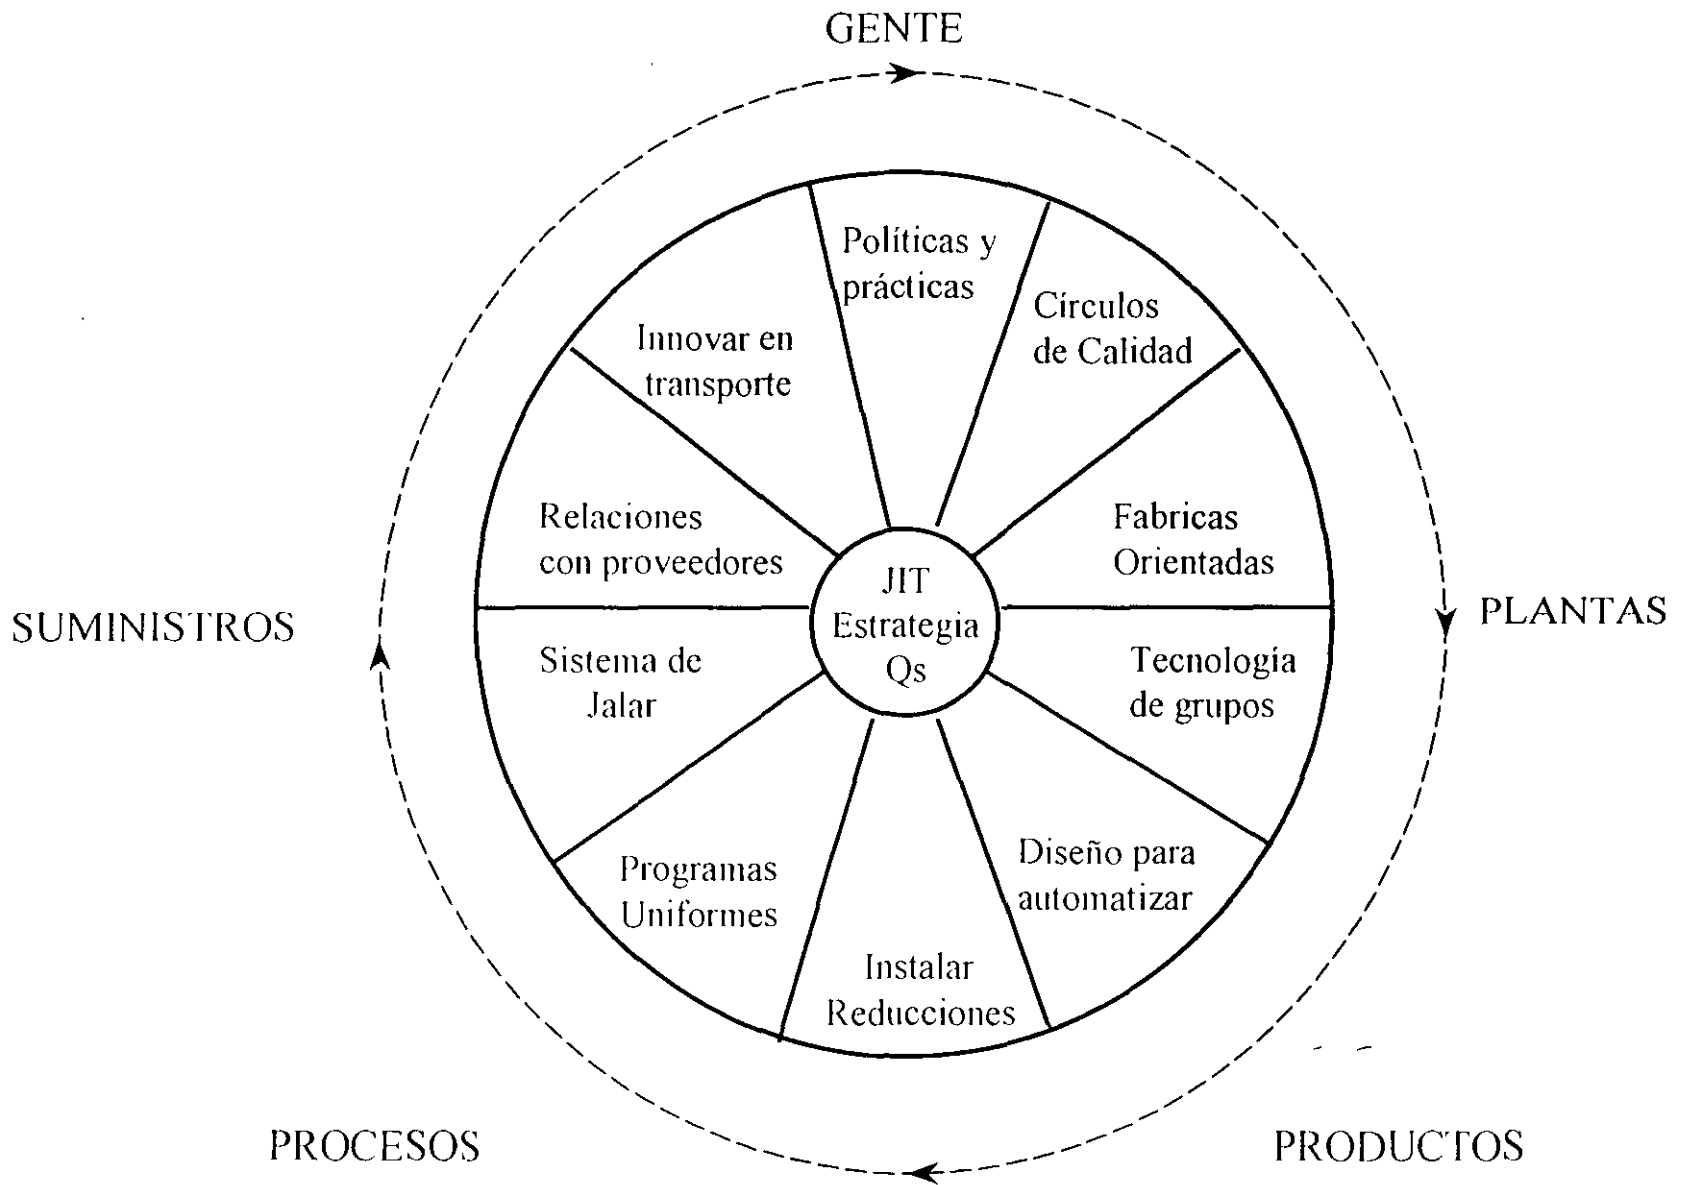 GENTE
Políticas y
prácticas
Círculos
de Calidad
Innovar en
transporte
Relaciones
con proveedores
Fabricas
Orientadas
JIT
Estrategia
Qs
SUMINISTROS
PLANTAS
Sistema de
Jalar
Tecnología
de grupos
Programas
Uniformes
Diseño para
automatizar
Instalar
Reducciones
PROCESOS
PRODUCTOS